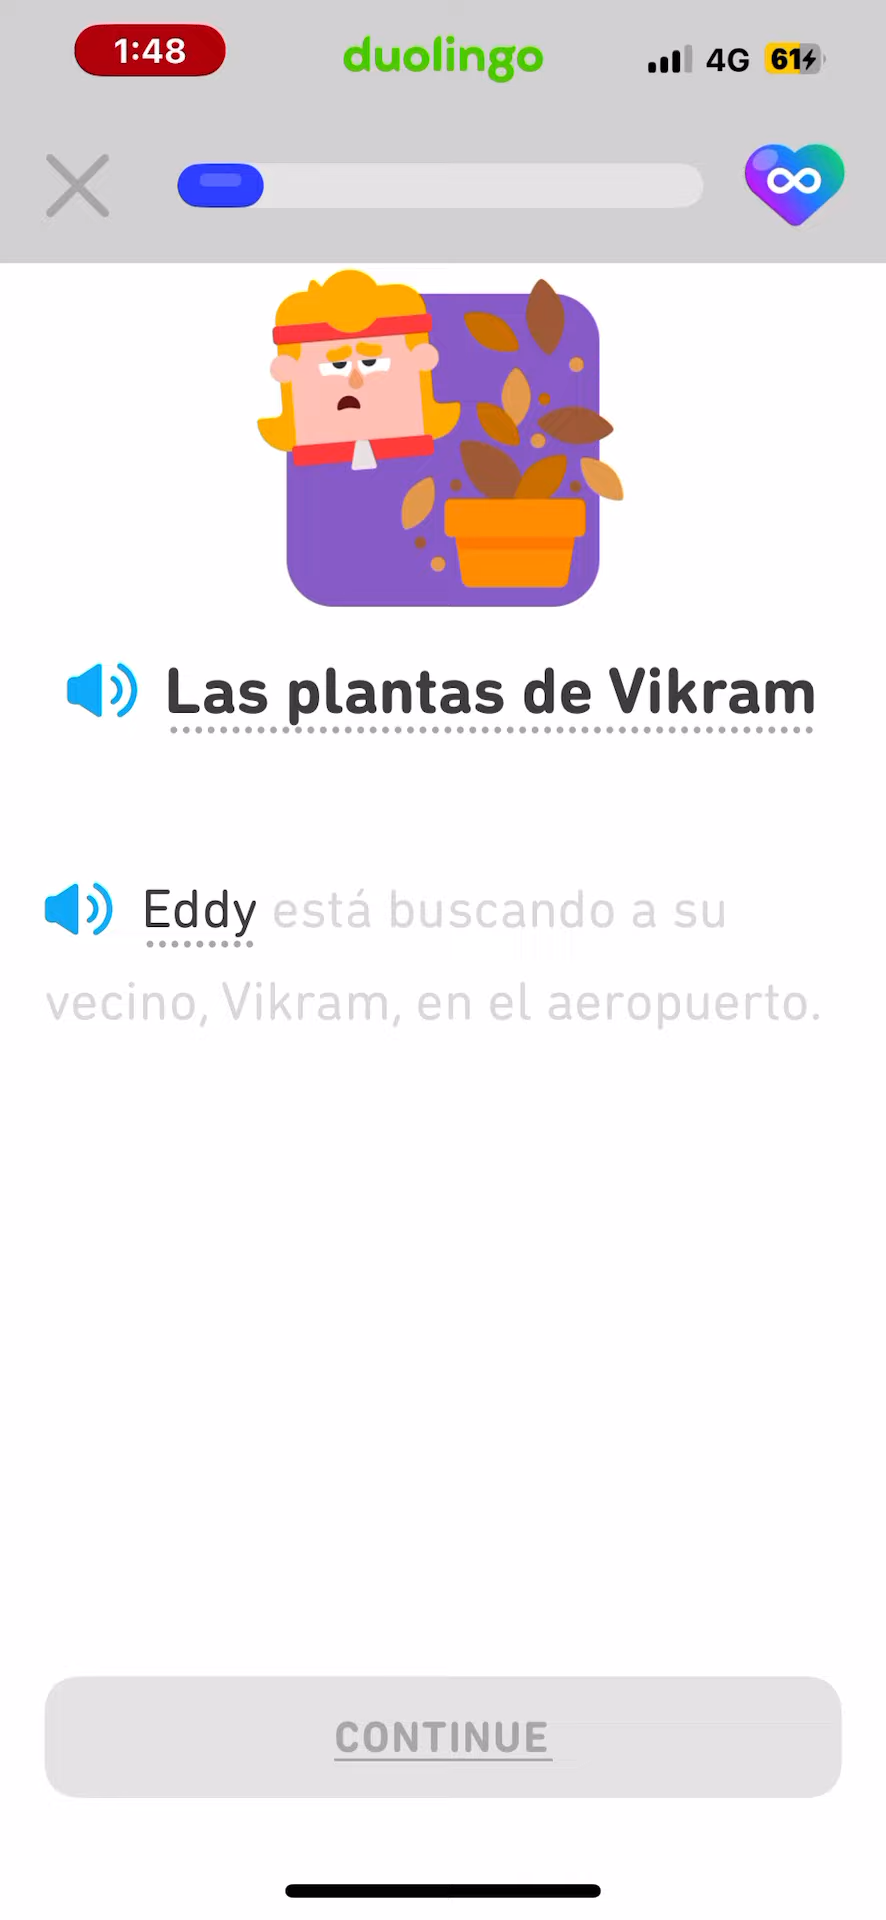 1:48 duolingo 4G 61
Las plantas de Vikram
Eddy está buscando a su
vecino, Vikram, en el aeropuerto.
CONTINUE